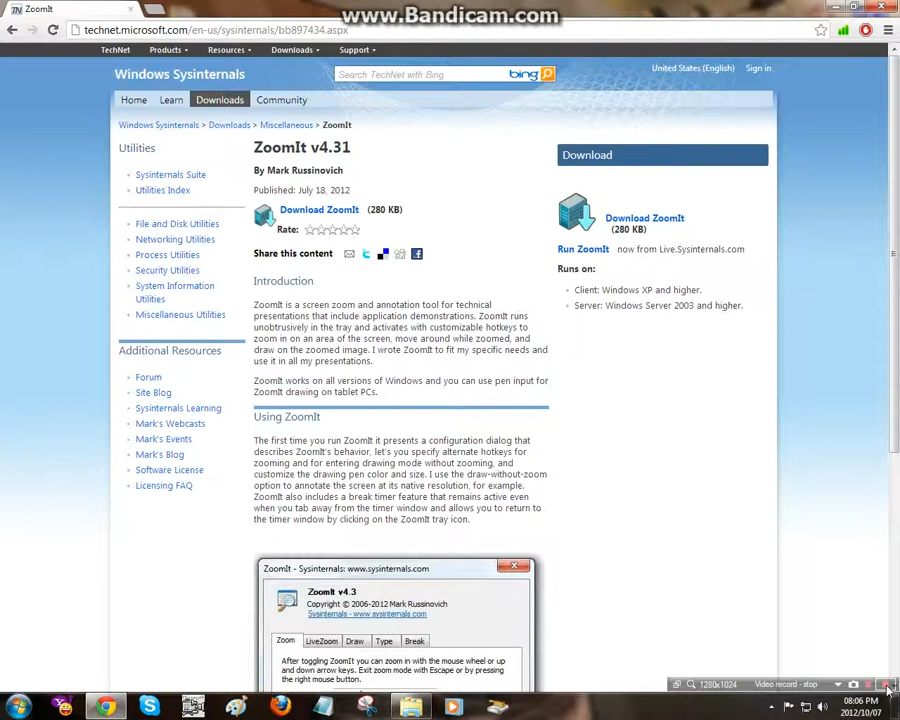 ZoomIt
www.Bandicam.com
technet.microsoft.com/en-us/sysinternals/bb897434.aspx
TechNet Products Resources Downloads Support
Windows Sysinternals
Search TechNet with Bing bing
United States (English) Sign in
Home Learn Downloads Community
Windows Sysinternals > Downloads > Miscellaneous > ZoomIt
Utilities
Sysinternals Suite
Utilities Index
File and Disk Utilities
Networking Utilities
Process Utilities
Security Utilities
System Information
Utilities
Miscellaneous Utilities
Additional Resources
Forum
Site Blog
Sysinternals Learning
Mark's Webcasts
Mark's Events
Mark's Blog
Software License
Licensing FAQ
ZoomIt v4.31
By Mark Russinovich
Published: July 18, 2012
Download ZoomIt (280 KB)
Rate:
Share this content
Introduction
ZoomIt is a screen zoom and annotation tool for technical
presentations that include application demonstrations. ZoomIt runs
unobtrusively in the tray and activates with customizable hotkeys to
zoom in on an area of the screen, move around while zoomed, and
draw on the zoomed image. I wrote ZoomIt to fit my specific needs and
use it in all my presentations.
ZoomIt works on all versions of Windows and you can use pen input for
ZoomIt drawing on tablet PCs.
Using ZoomIt
The first time you run ZoomIt it presents a configuration dialog that
describes ZoomIt's behavior, let's you specify alternate hotkeys for
zooming and for entering drawing mode without zooming, and
customize the drawing pen color and size. I use the draw-without-zoom
option to annotate the screen at its native resolution, for example.
ZoomIt also includes a break timer feature that remains active even
when you tab away from the timer window and allows you to return to
the timer window by clicking on the ZoomIt tray icon.
ZoomIt - Sysinternals: www.sysinternals.com
ZoomIt v4.3
Copyright © 2006-2012 Mark Russinovich
Sysinternals - www.sysinternals.com
Zoom LiveZoom Draw Type Break
After toggling ZoomIt you can zoom in with the mouse wheel or up
and down arrow keys. Exit zoom mode with Escape or by pressing
the right mouse button.
Download
Download ZoomIt
(280 KB)
Run ZoomIt now from Live.Sysinternals.com
Runs on:
Client: Windows XP and higher.
Server: Windows Server 2003 and higher.
1280x1024 Video record - stop
08:06 PM
2012/10/07